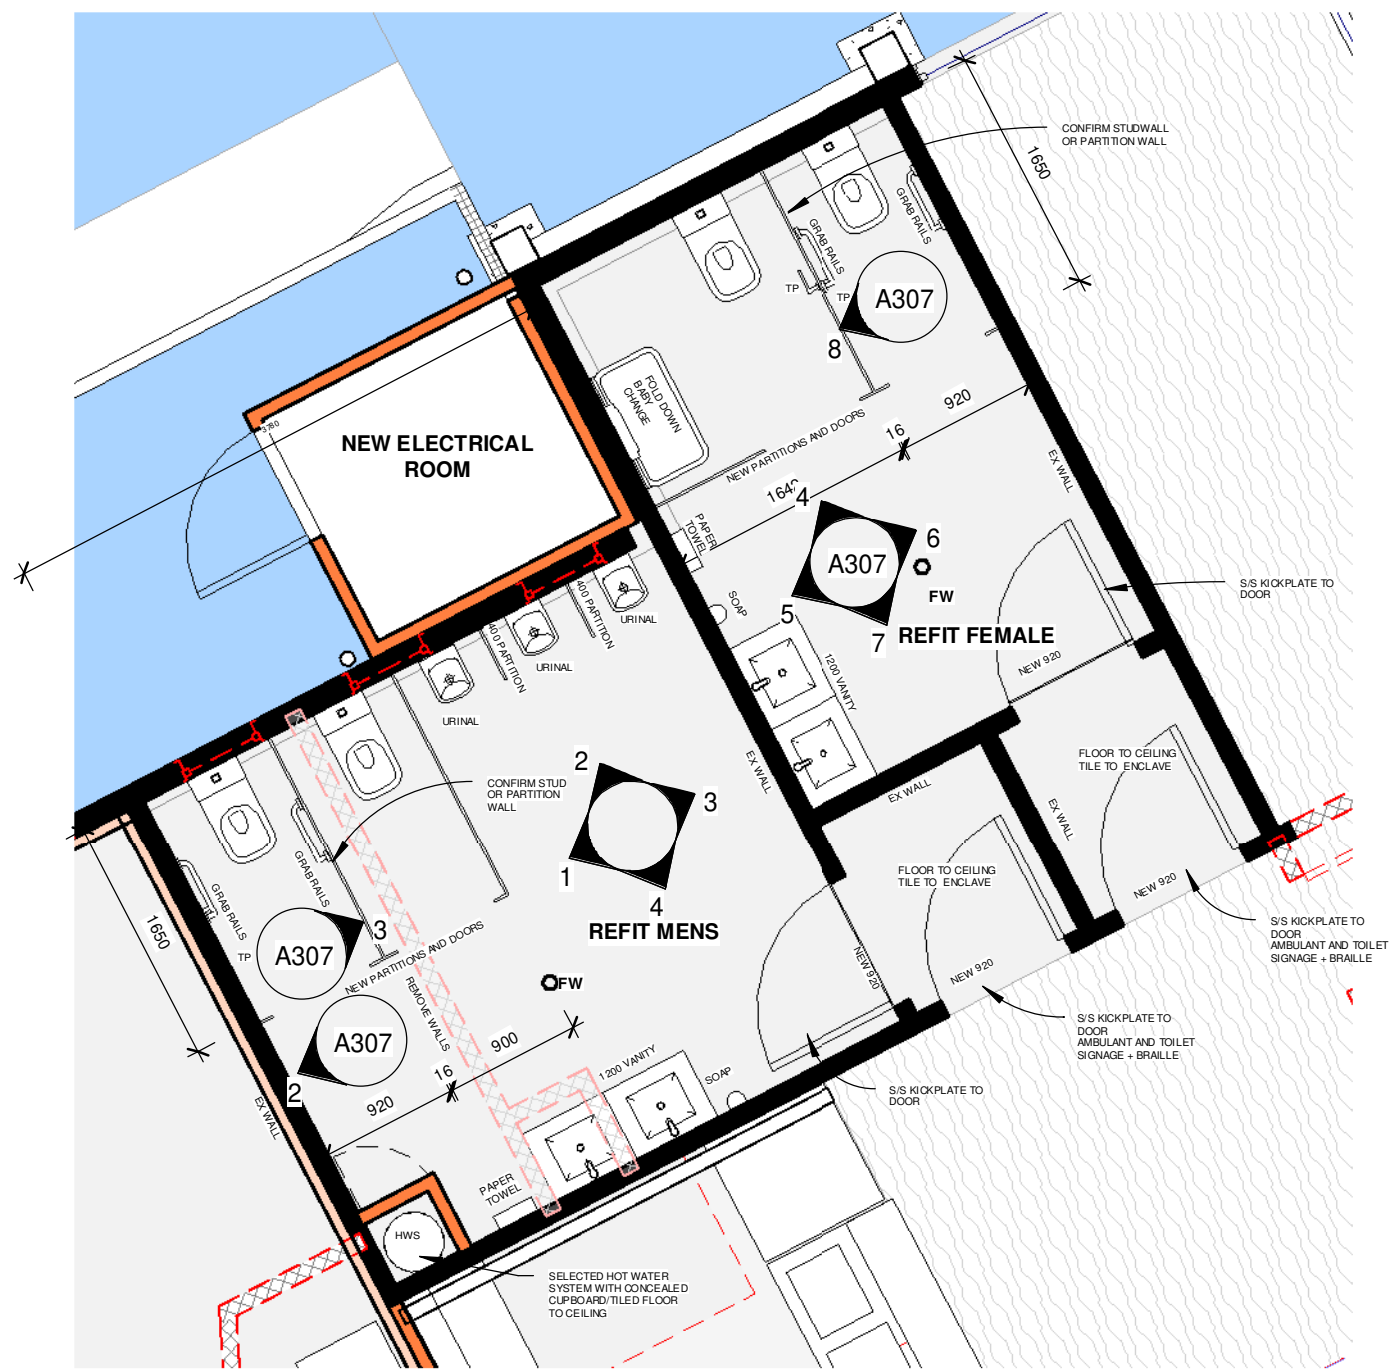 CONFIRM STUDWALL
OR PARTITION WALL
1650
GRAB RAILS
GRAB RAILS
TP
TP
A307
8
FOLD DOWN
BABY
CHANGE
920
16
NEW PARTITIONS AND DOORS
EX WALL
3780
NEW ELECTRICAL
ROOM
4
PAPER
TOWEL
A307
6
5
7
FW
REFIT FEMALE
S/S KICKPLATE TO
DOOR
SOAP
1200 VANITY
NEW 920
400 PARTITION
URINAL
400 PARTITION
URINAL
URINAL
EX WALL
EX WALL
EX WALL
FLOOR TO CEILING
TILE TO ENCLAVE
NEW 920
CONFIRM STUD
OR PARTITION
WALL
2
3
1
4
REFIT MENS
FLOOR TO CEILING
TILE TO ENCLAVE
NEW 920
NEW 920
S/S KICKPLATE TO
DOOR
AMBULANT AND TOILET
SIGNAGE + BRAILLE
S/S KICKPLATE TO
DOOR
AMBULANT AND TOILET
SIGNAGE + BRAILLE
S/S KICKPLATE TO
DOOR
GRAB RAILS
GRAB RAILS
TP
A307
3
NEW PARTITIONS AND DOORS
REMOVE WALLS
A307
2
1650
FW
900
16
920
EX WALL
1200 VANITY
SOAP
PAPER
TOWEL
HWS
SELECTED HOT WATER
SYSTEM WITH CONCEALED
CUPBOARD/TILED FLOOR
TO CEILING